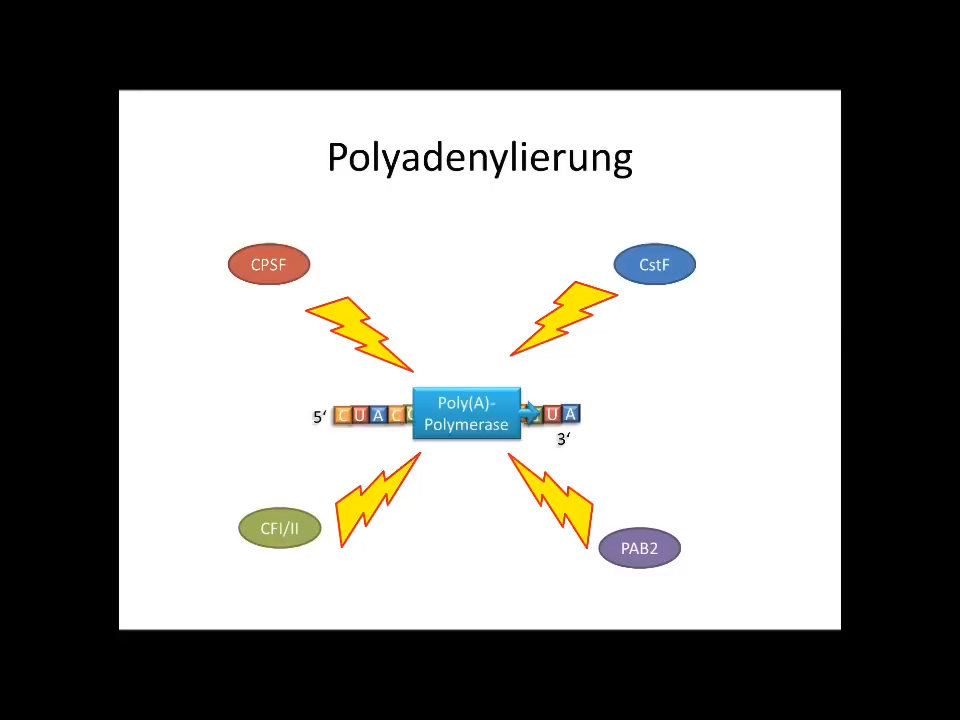 Polyadenylierung
CPSF
CstF
5‘ C U A C
Poly(A)-
Polymerase
U A
3‘
CFI/II
PAB2